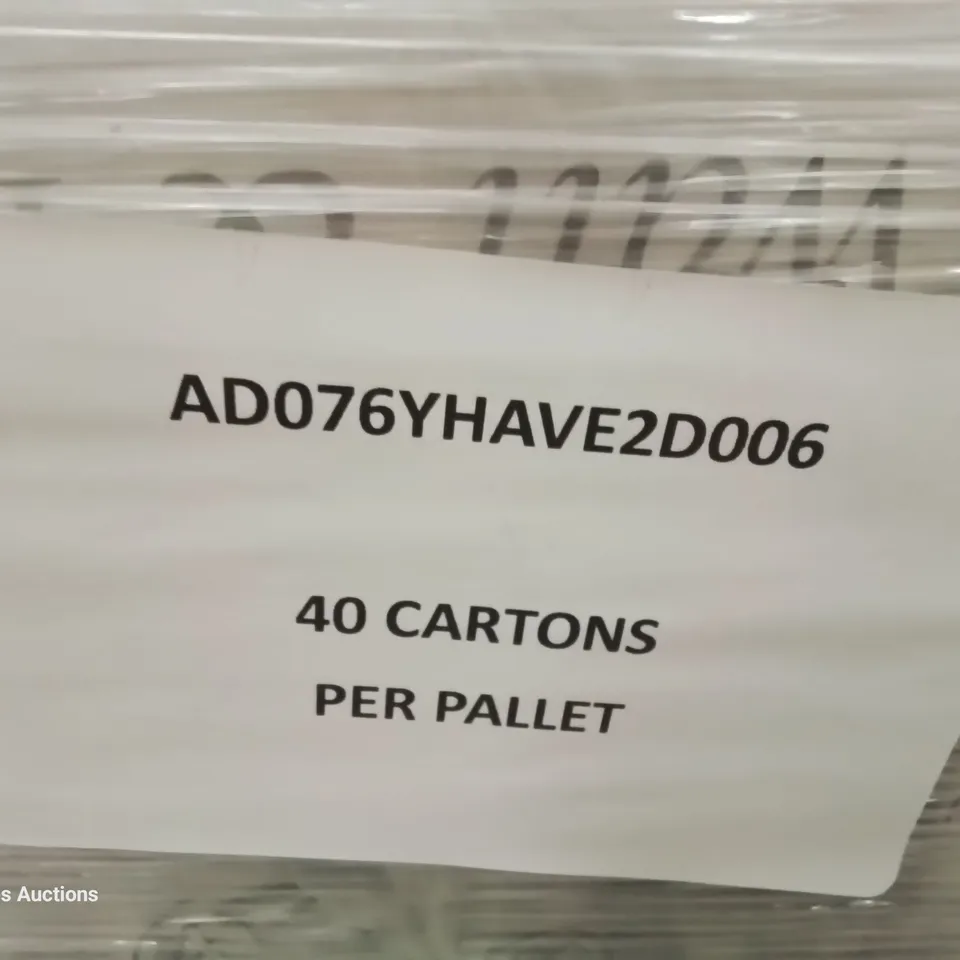 AD076YHAVE2D006
40 CARTONS
PER PALLET
s Auctions